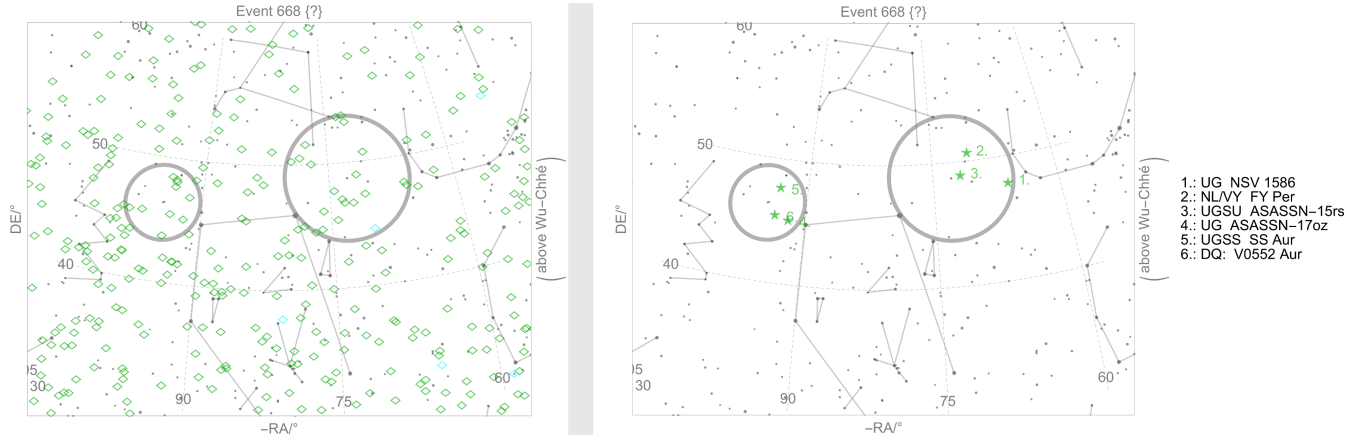 Event 668 {?}
60
50
40
05
30
90
75
60
DE/°
–RA/°
(above Wu–Chhé)
Event 668 {?}
60
50
40
05
30
90
75
60
DE/°
–RA/°
(above Wu–Chhé)
2.
3.
1.
5.
6.
4.
1.: UG NSV 1586
2.: NL/VY FY Per
3.: UGSU ASASSN–15rs
4.: UG ASASSN–17oz
5.: UGSS SS Aur
6.: DQ: V0552 Aur